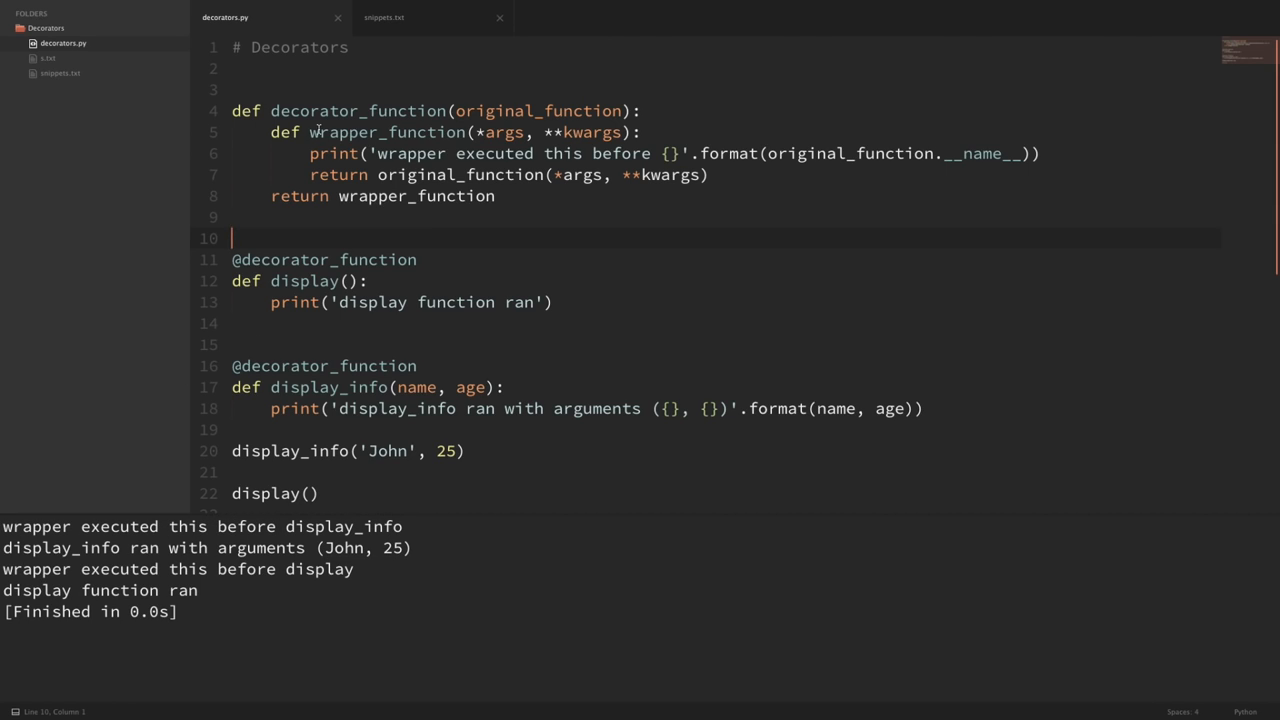 FOLDERS
Decorators
decorators.py
s.txt
snippets.txt
decorators.py ×
snippets.txt ×
1 # Decorators
2
3
4 def decorator_function(original_function):
5     def wrapper_function(*args, **kwargs):
6         print('wrapper executed this before {}'.format(original_function.__name__))
7         return original_function(*args, **kwargs)
8     return wrapper_function
9
10
11 @decorator_function
12 def display():
13     print('display function ran')
14
15
16 @decorator_function
17 def display_info(name, age):
18     print('display_info ran with arguments ({}, {})'.format(name, age))
19
20 display_info('John', 25)
21
22 display()
wrapper executed this before display_info
display_info ran with arguments (John, 25)
wrapper executed this before display
display function ran
[Finished in 0.0s]
Line 10, Column 1
Spaces: 4
Python